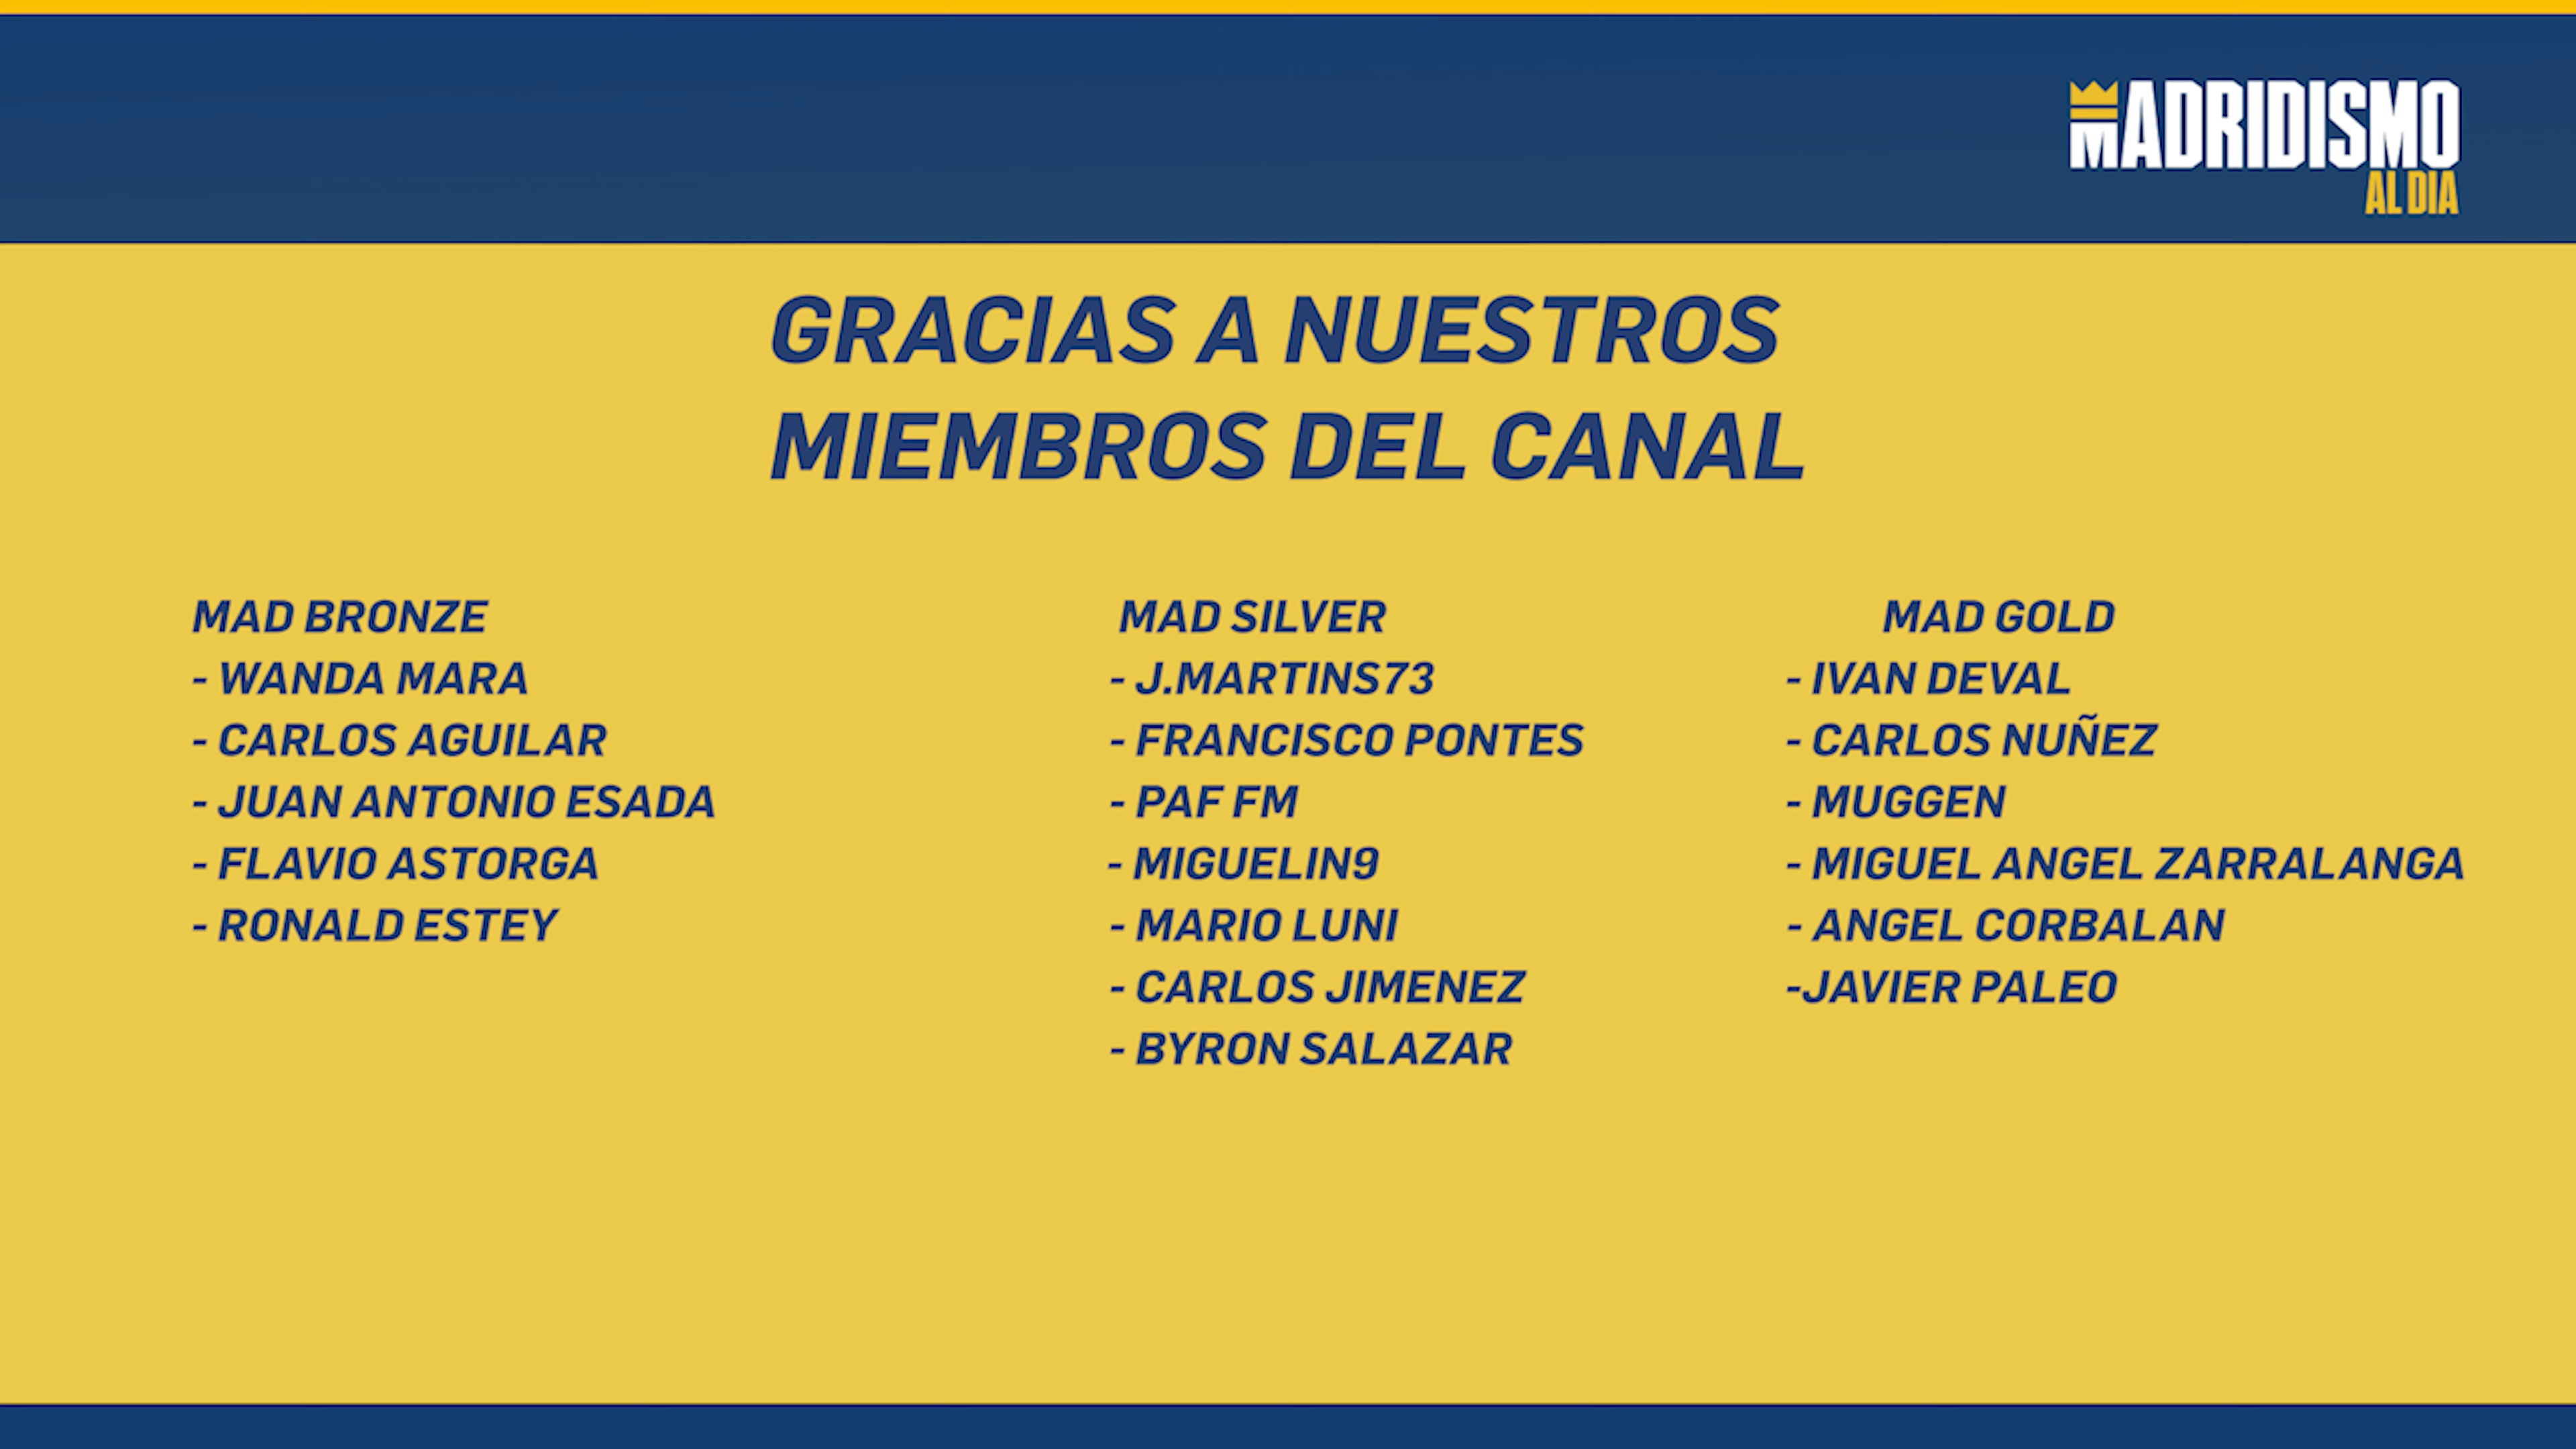 MADRIDISMO
AL DIA
GRACIAS A NUESTROS
MIEMBROS DEL CANAL
MAD BRONZE
- WANDA MARA
- CARLOS AGUILAR
- JUAN ANTONIO ESADA
- FLAVIO ASTORGA
- RONALD ESTEY
MAD SILVER
- J.MARTINS73
- FRANCISCO PONTES
- PAF FM
- MIGUELIN9
- MARIO LUNI
- CARLOS JIMENEZ
- BYRON SALAZAR
MAD GOLD
- IVAN DEVAL
- CARLOS NUÑEZ
- MUGGEN
- MIGUEL ANGEL ZARRALANGA
- ANGEL CORBALAN
-JAVIER PALEO